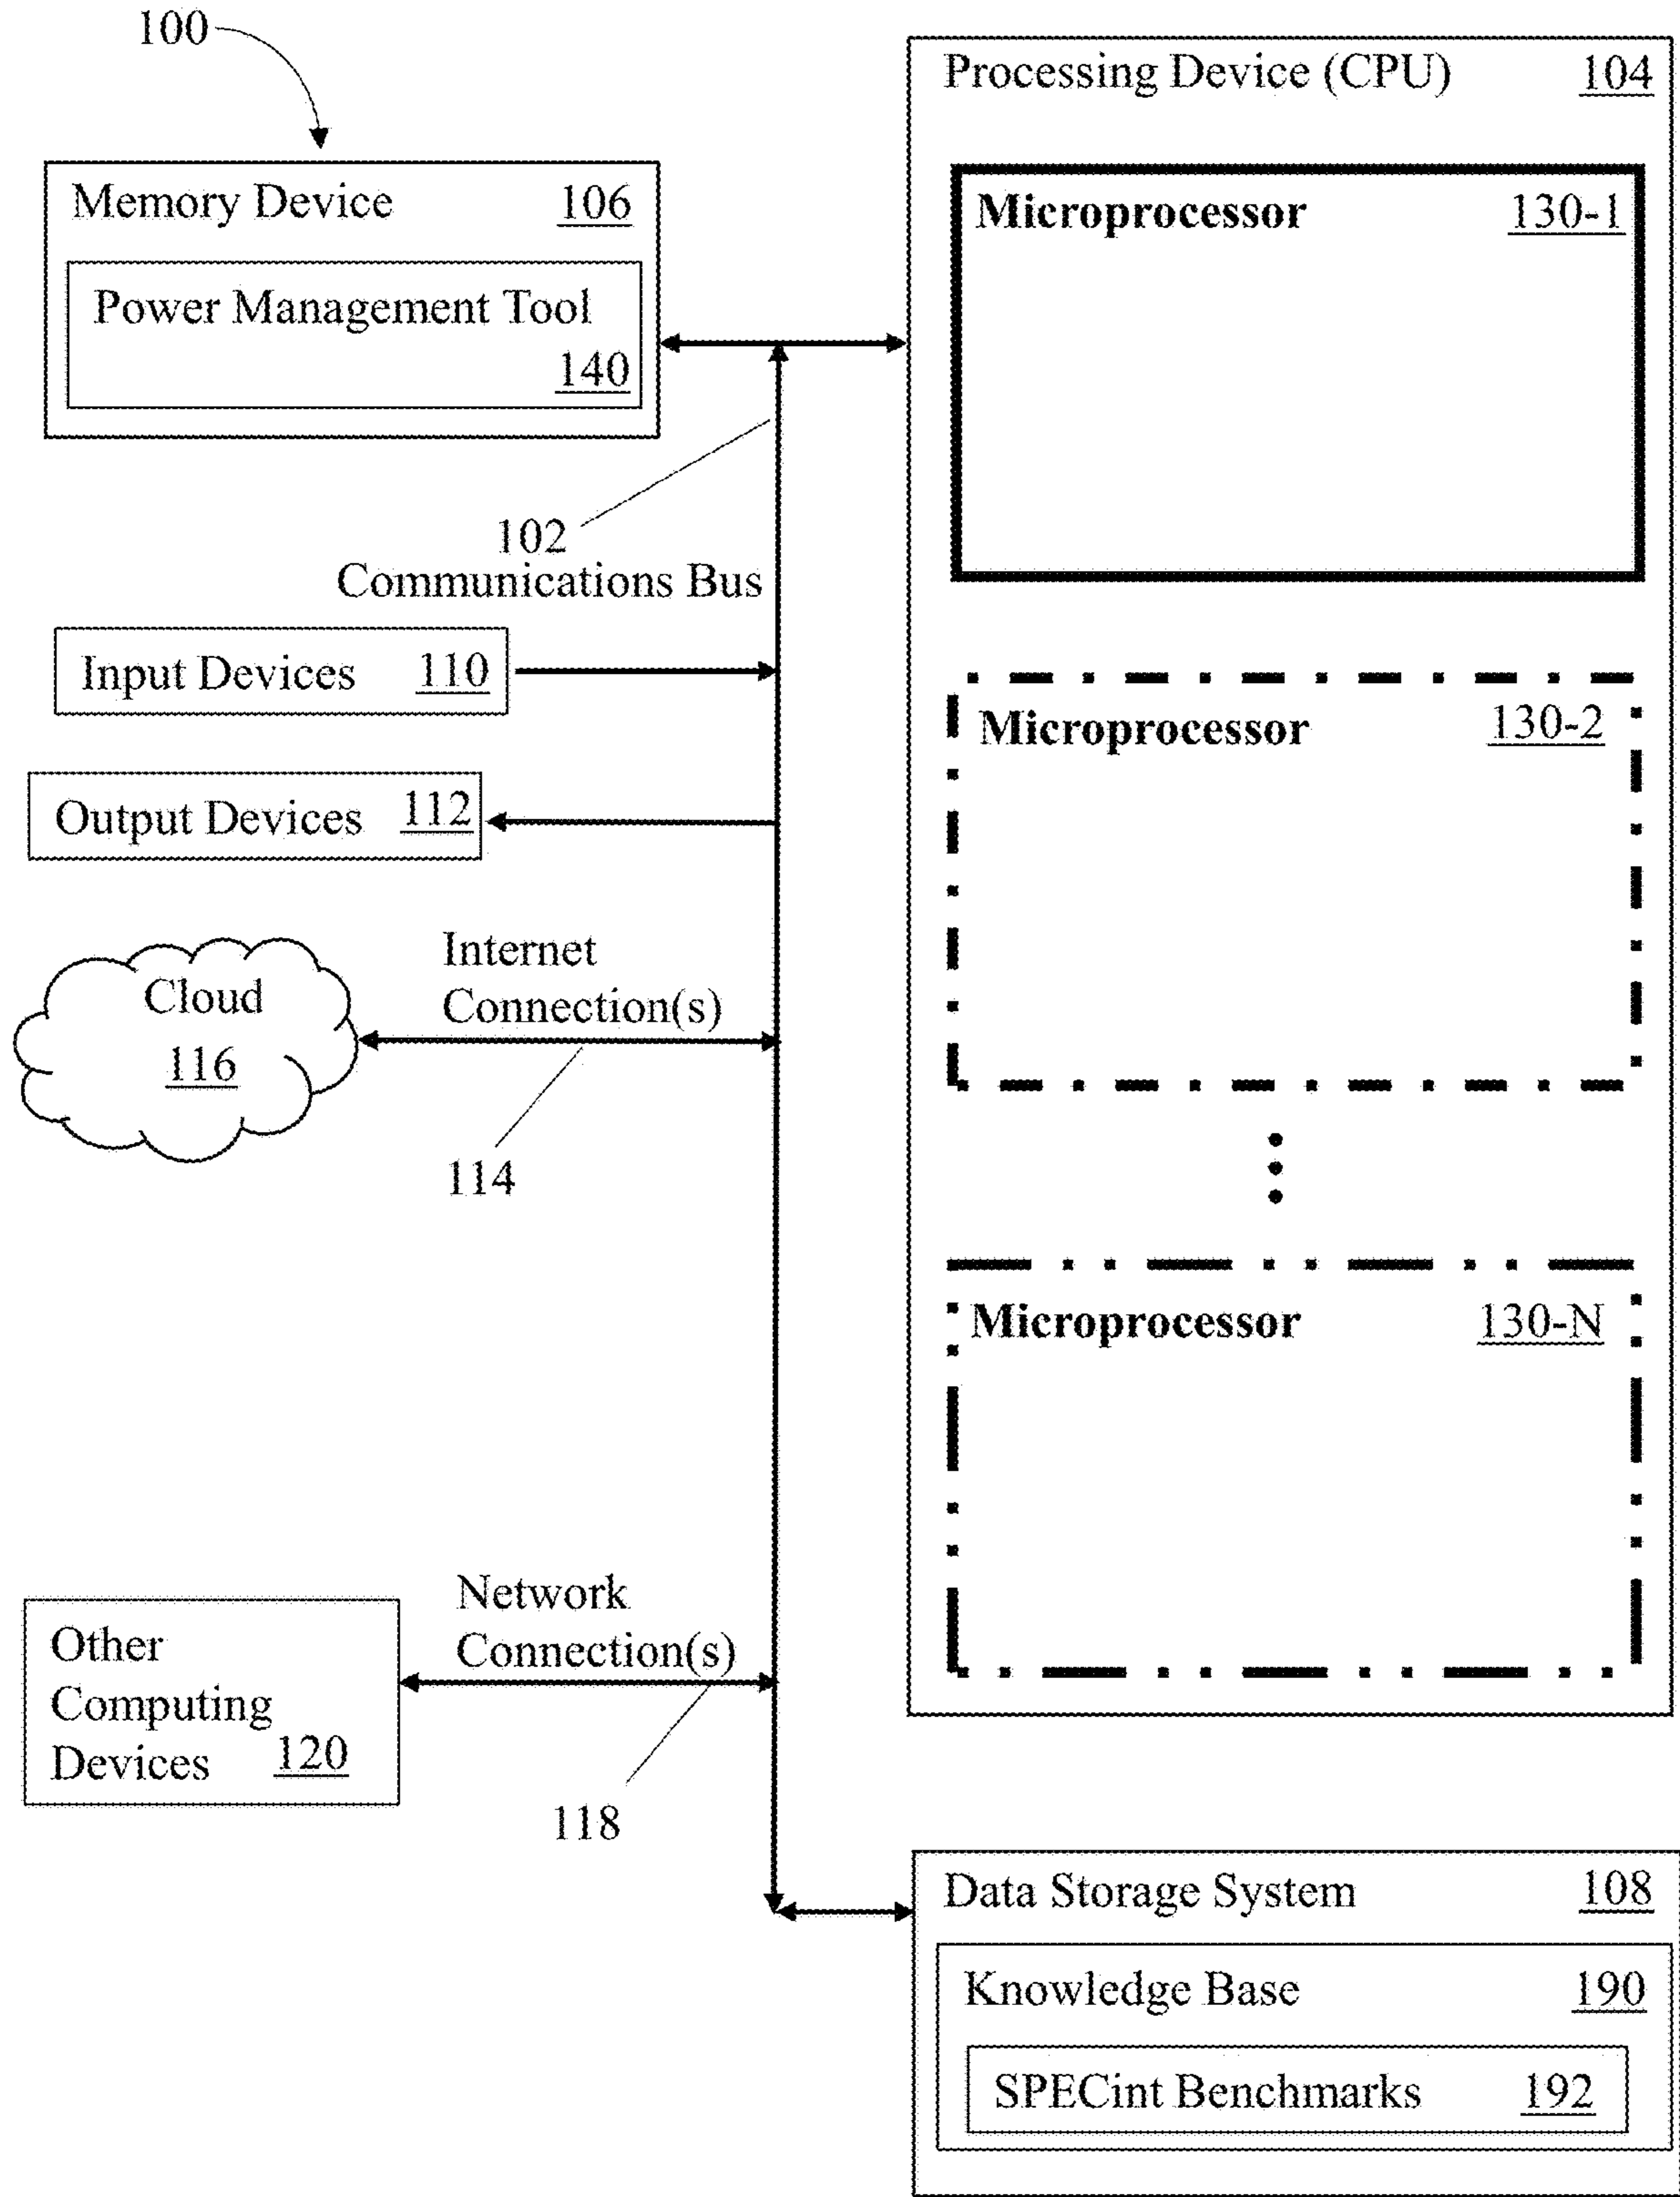 100
Processing Device (CPU) 104
Memory Device 106
Microprocessor 130-1
Power Management Tool
140
102
Communications Bus
Input Devices 110
Microprocessor 130-2
Output Devices 112
Internet
Connection(s)
Cloud
116
114
Microprocessor 130-N
Network
Connection(s)
Other
Computing
Devices 120
118
Data Storage System 108
Knowledge Base 190
SPECint Benchmarks 192